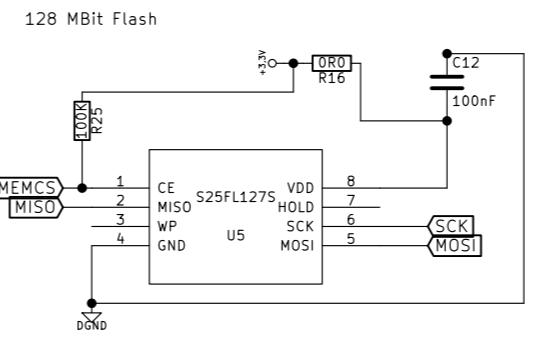 128 MBit Flash
+3.3V
0R0
R16
C12
100nF
100K
R25
MEMCS
MISO
1
2
3
4
CE
MISO
WP
GND
S25FL127S
U5
VDD
HOLD
SCK
MOSI
8
7
6
5
SCK
MOSI
DGND